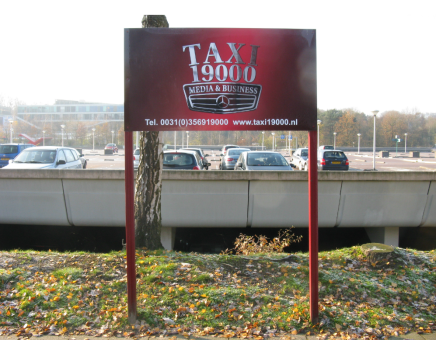 TAXI
19000
MEDIA & BUSINESS
Tel. 0031(0)356919000 www.taxi19000.nl